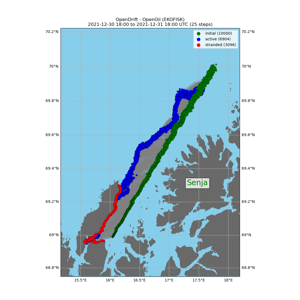 OpenDrift - OpenOil (EKOFISK)
2021-12-30 18:00 to 2021-12-31 18:00 UTC (25 steps)
initial (10000)
active (6904)
stranded (3096)
70.2°N 70.2°N
70°N 70°N
69.8°N 69.8°N
69.6°N 69.6°N
69.4°N 69.4°N
Senja
69.2°N 69.2°N
69°N 69°N
68.8°N 68.8°N
15.5°E 16°E 16.5°E 17°E 17.5°E 18°E